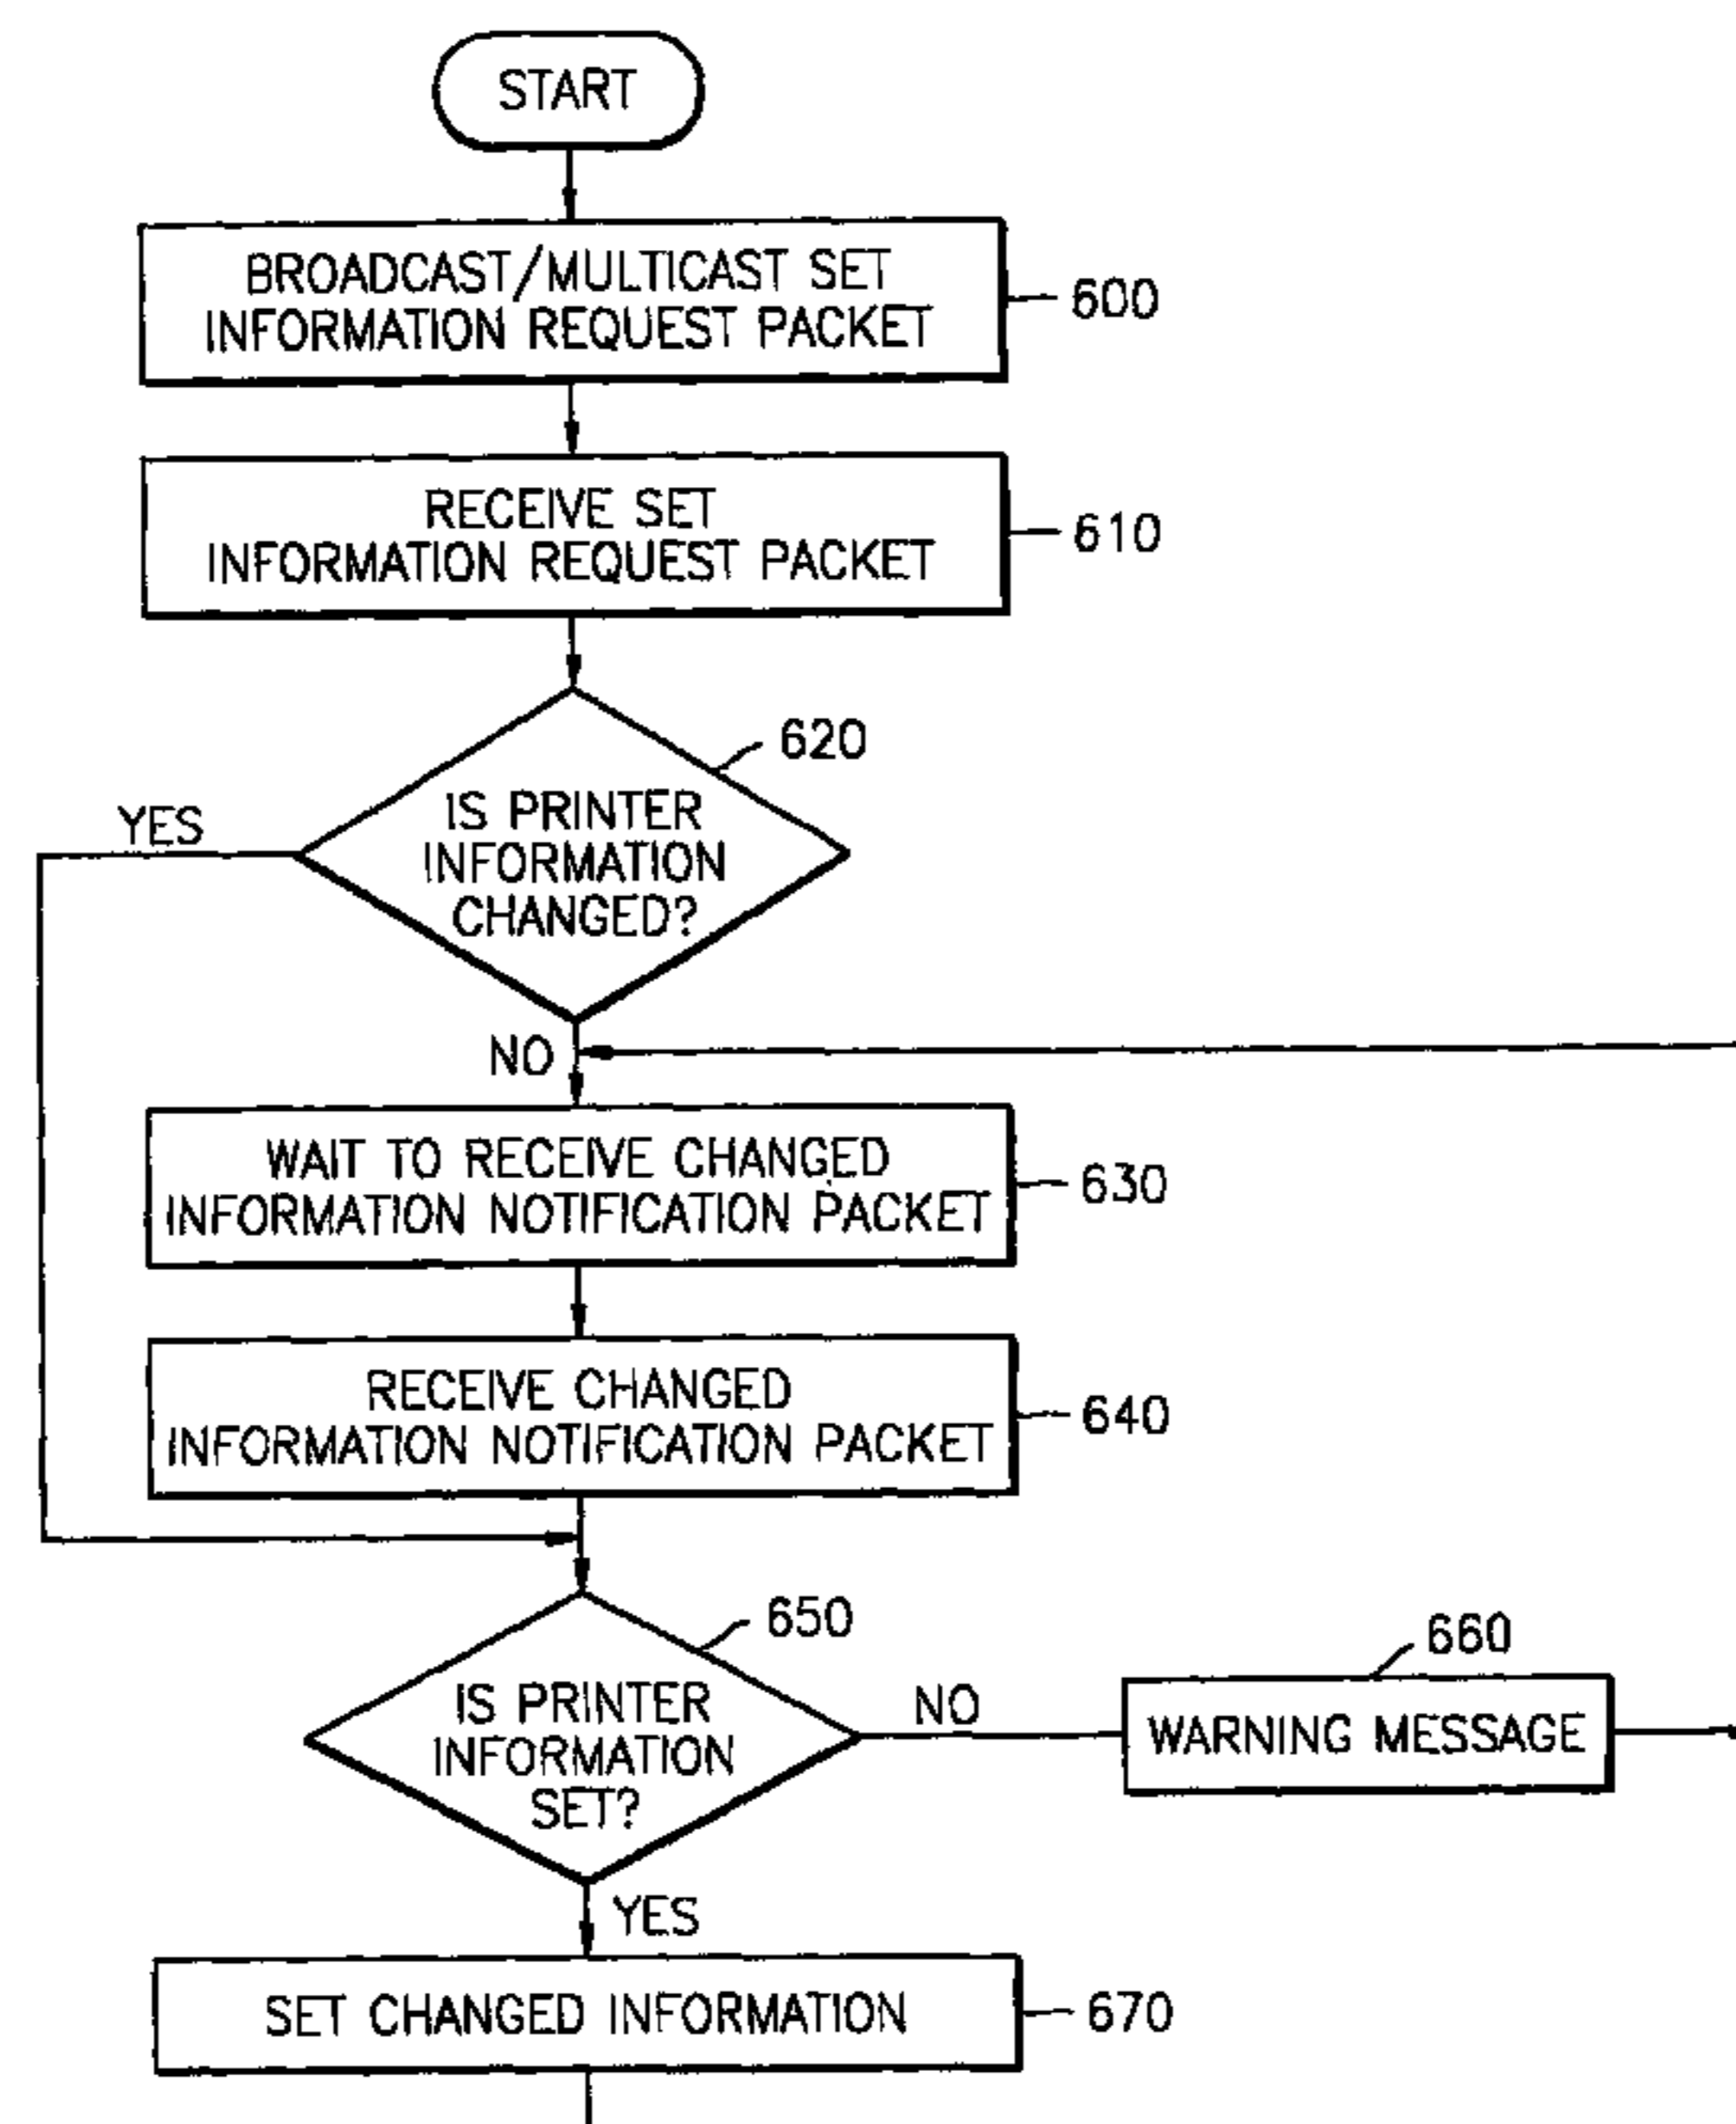 START
BROADCAST/MULTICAST SET
INFORMATION REQUEST PACKET
600
RECEIVE SET
INFORMATION REQUEST PACKET
610
620
IS PRINTER
INFORMATION
CHANGED?
YES
NO
WAIT TO RECEIVE CHANGED
INFORMATION NOTIFICATION PACKET
630
RECEIVE CHANGED
INFORMATION NOTIFICATION PACKET
640
650
IS PRINTER
INFORMATION
SET?
NO
660
WARNING MESSAGE
YES
SET CHANGED INFORMATION
670